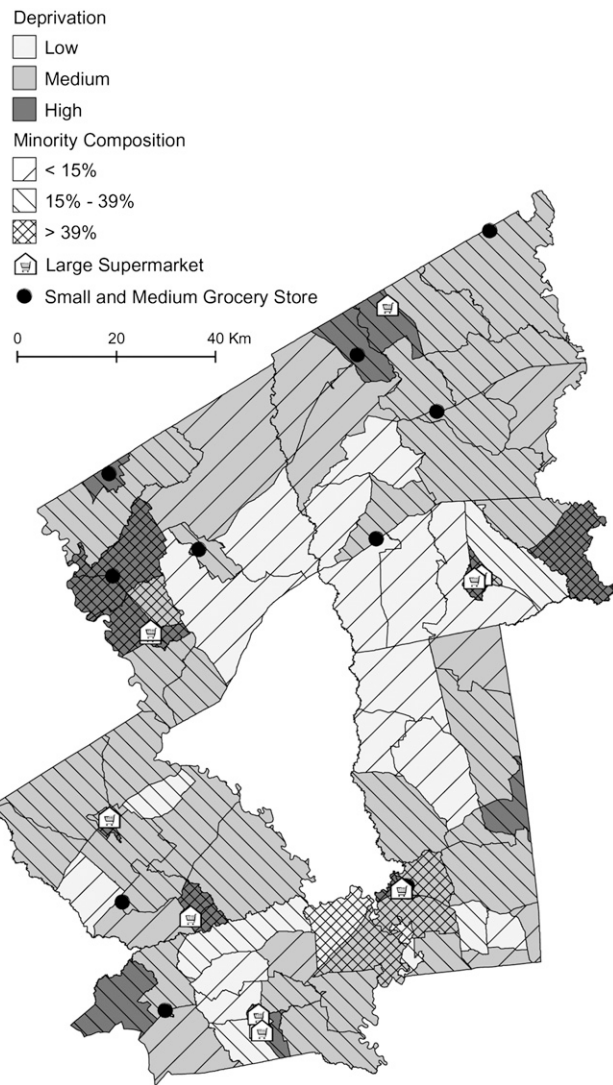 Deprivation
Low
Medium
High
Minority Composition
< 15%
15% - 39%
> 39%
Large Supermarket
Small and Medium Grocery Store
0 20 40 Km